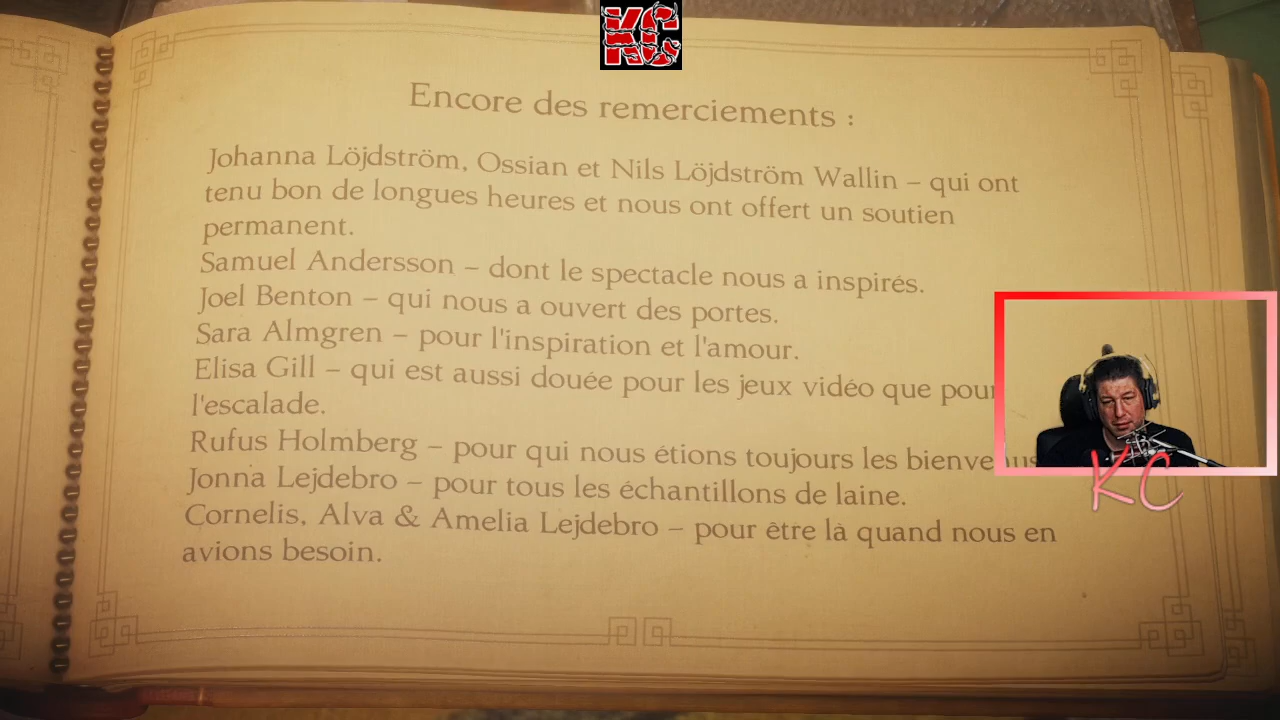 KC
Encore des remerciements :
Johanna Löjdström, Ossian et Nils Löjdström Wallin – qui ont
tenu bon de longues heures et nous ont offert un soutien
permanent.
Samuel Andersson – dont le spectacle nous a inspirés.
Joel Benton – qui nous a ouvert des portes.
Sara Almgren – pour l'inspiration et l'amour.
Elisa Gill – qui est aussi douée pour les jeux vidéo que pour
l'escalade.
Rufus Holmberg – pour qui nous étions toujours les bienvenus.
Jonna Lejdebro – pour tous les échantillons de laine.
Cornelis, Alva & Amelia Lejdebro – pour être là quand nous en
avions besoin.
KC